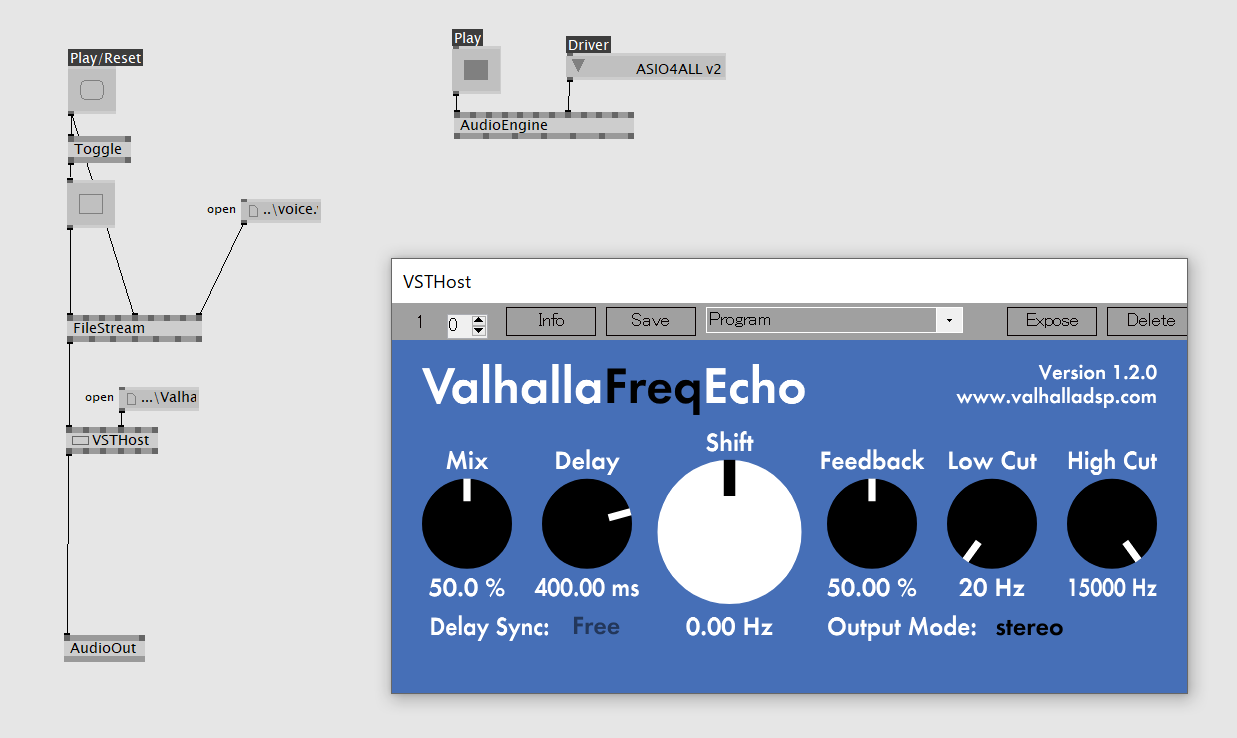 Play/Reset
Toggle
open ..\voice.
FileStream
open ...\Valha
VSTHost
AudioOut
Play
Driver
ASIO4ALL v2
AudioEngine
VSTHost
1 0 Info Save Program Expose Delete
ValhallaFreqEcho
Version 1.2.0
www.valhalladsp.com
Mix Delay Shift Feedback Low Cut High Cut
50.0 % 400.00 ms 50.00 % 20 Hz 15000 Hz
Delay Sync: Free 0.00 Hz Output Mode: stereo